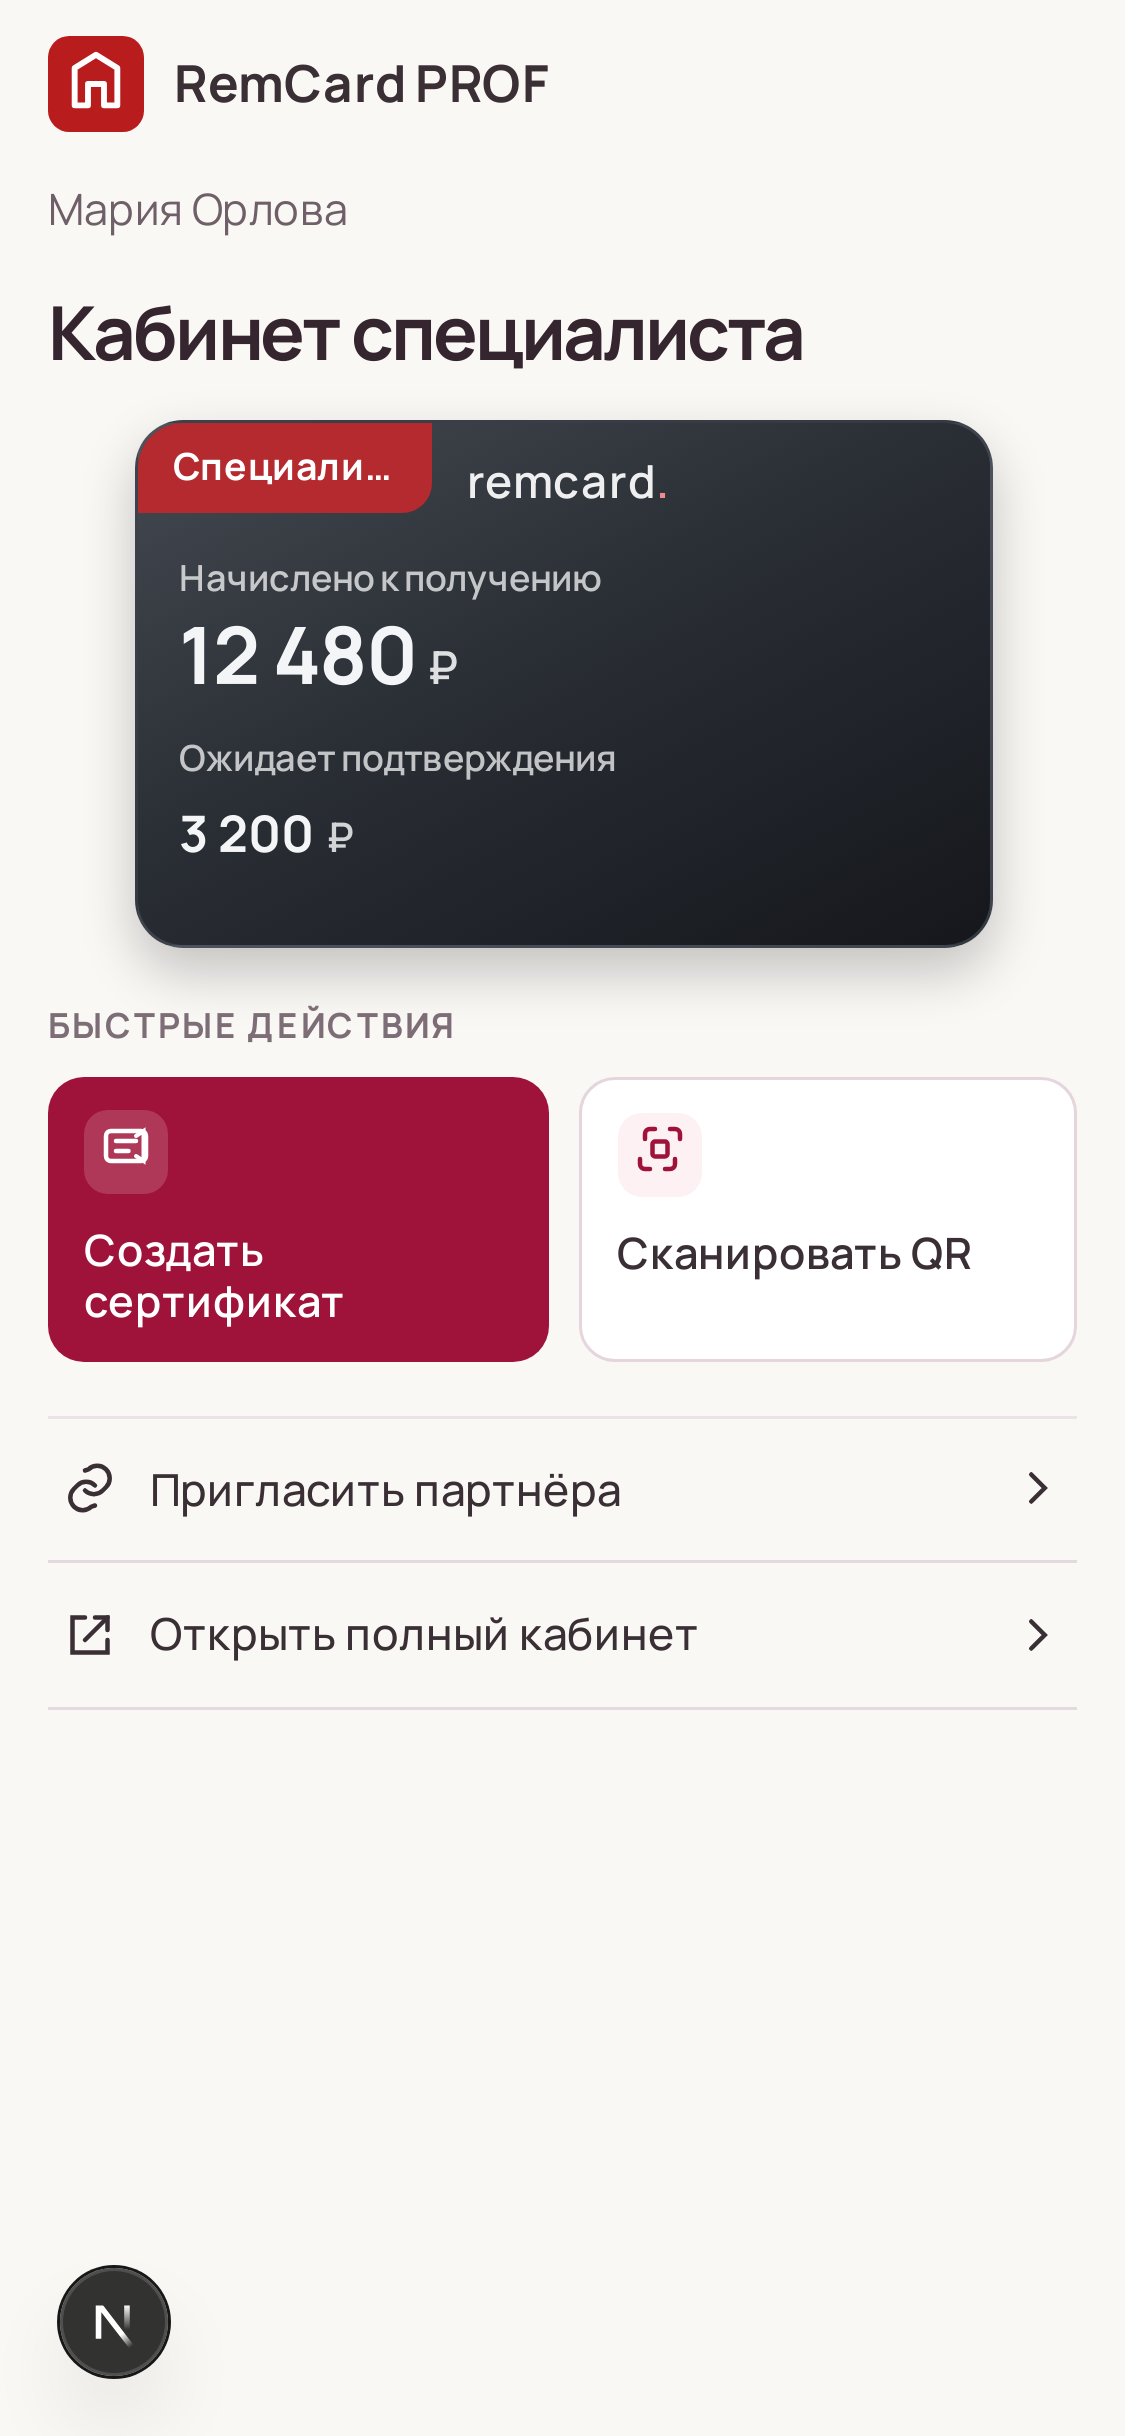 RemCard PROF
Мария Орлова
Кабинет специалиста
Специали...
remcard.
Начислено к получению
12 480 ₽
Ожидает подтверждения
3 200 ₽
БЫСТРЫЕ ДЕЙСТВИЯ
Создать
сертификат
Сканировать QR
Пригласить партнёра
Открыть полный кабинет
N